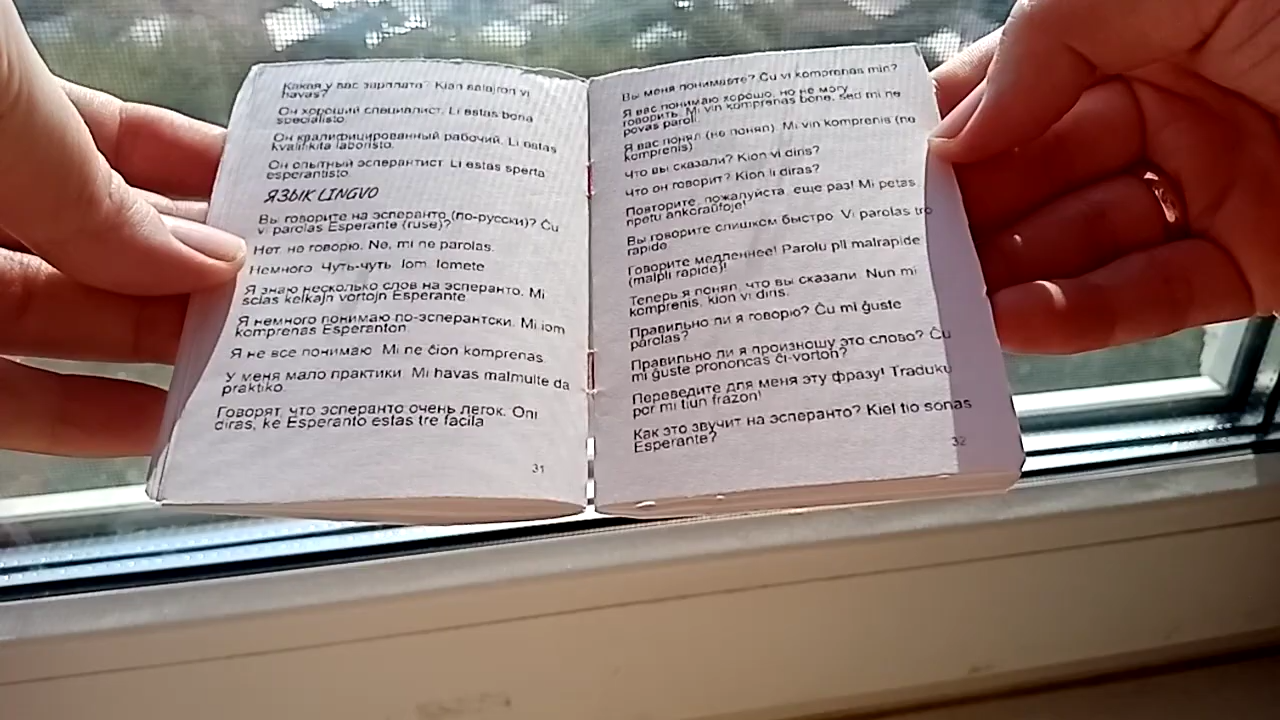 Какая у вас зарплата? Kian salajron vi
havas?
Он хороший специалист. Li estas bona
specialisto.
Он квалифицированный рабочий. Li estas
kvalifikita laboristo.
Он опытный эсперантист. Li estas sperta
esperantisto.
ЯЗЫК LINGVO
Вы говорите на эсперанто (по-русски)? Ĉu
vi parolas Esperante (ruse)?
Нет, не говорю. Ne, mi ne parolas.
Немного. Чуть-чуть. Iom. Iomete
Я знаю несколько слов на эсперанто. Mi
scias kelkajn vortojn Esperante
Я немного понимаю по-эсперантски. Mi iom
komprenas Esperanton.
Я не все понимаю. Mi ne ĉion komprenas.
У меня мало практики. Mi havas malmulte da
praktiko.
Говорят, что эсперанто очень легок. Oni
diras, ke Esperanto estas tre facila
31
Вы меня понимаете? Ĉu vi komprenas min?
Я вас понимаю хорошо, но не могу
говорить. Mi vin komprenas bone, sed mi ne
povas paroli.
Я вас понял (не понял). Mi vin komprenis (ne
komprenis).
Что вы сказали? Kion vi diris?
Что он говорит? Kion li diras?
Повторите, пожалуйста, еще раз! Mi petas
ripetu ankoraŭfoje!
Вы говорите слишком быстро. Vi parolas tro
rapide.
Говорите медленнее! Parolu pli malrapide
(malpli rapide)!
Теперь я понял, что вы сказали. Nun mi
komprenis, kion vi diris.
Правильно ли я говорю? Ĉu mi ĝuste
parolas?
Правильно ли я произношу это слово? Ĉu
mi ĝuste prononcas ĉi-vorton?
Переведите для меня эту фразу! Traduku
por mi tiun frazon!
Как это звучит на эсперанто? Kiel tio sonas
Esperante?
32